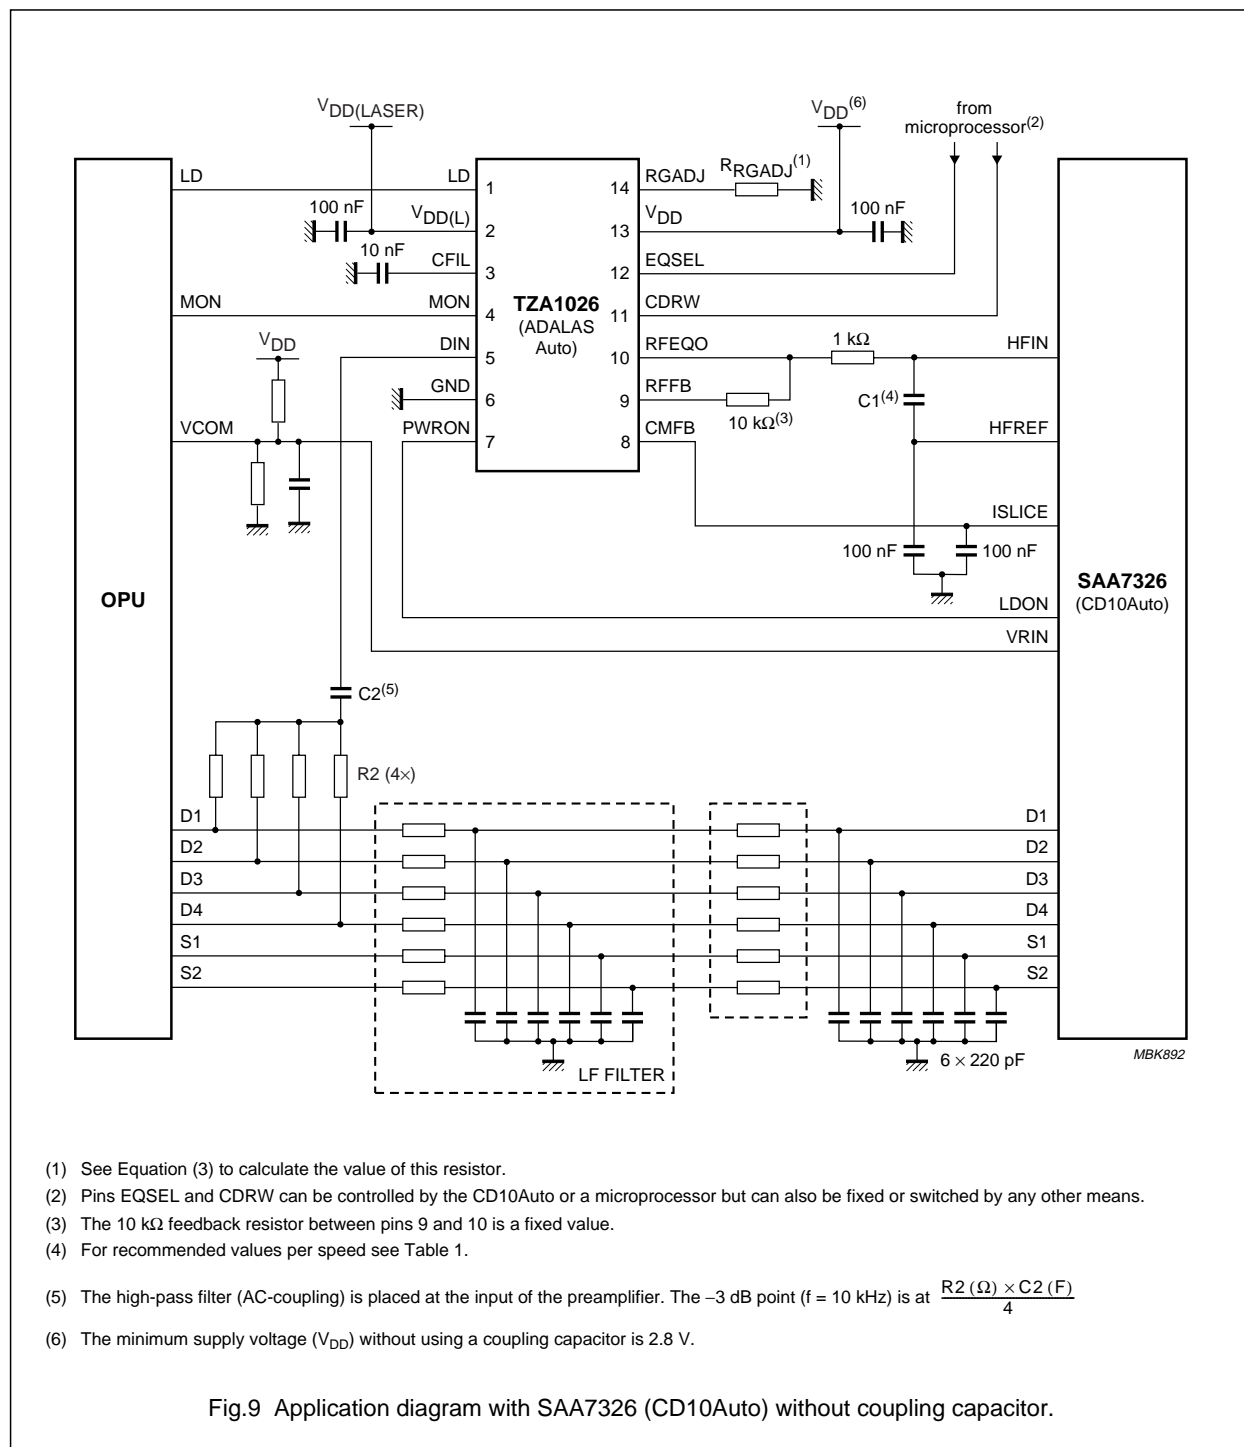 VDD(LASER)
VDD(6)
from
microprocessor(2)
LD
LD
1
14
RGADJ
RRGADJ(1)
100 nF
VDD(L)
2
13
VDD
100 nF
10 nF
CFIL
3
12
EQSEL
MON
MON
4
TZA1026
(ADALAS
Auto)
11
CDRW
VDD
DIN
5
10
RFEQO
1 kΩ
HFIN
GND
6
9
RFFB
10 kΩ(3)
C1(4)
VCOM
PWRON
7
8
CMFB
HFREF
ISLICE
100 nF
100 nF
OPU
SAA7326
(CD10Auto)
LDON
VRIN
C2(5)
R2 (4×)
D1
D1
D2
D2
D3
D3
D4
D4
S1
S1
S2
S2
LF FILTER
6 × 220 pF
MBK892
(1) See Equation (3) to calculate the value of this resistor.
(2) Pins EQSEL and CDRW can be controlled by the CD10Auto or a microprocessor but can also be fixed or switched by any other means.
(3) The 10 kΩ feedback resistor between pins 9 and 10 is a fixed value.
(4) For recommended values per speed see Table 1.
(5) The high-pass filter (AC-coupling) is placed at the input of the preamplifier. The −3 dB point (f = 10 kHz) is at R2 (Ω) × C2 (F) / 4
(6) The minimum supply voltage (VDD) without using a coupling capacitor is 2.8 V.
Fig.9 Application diagram with SAA7326 (CD10Auto) without coupling capacitor.